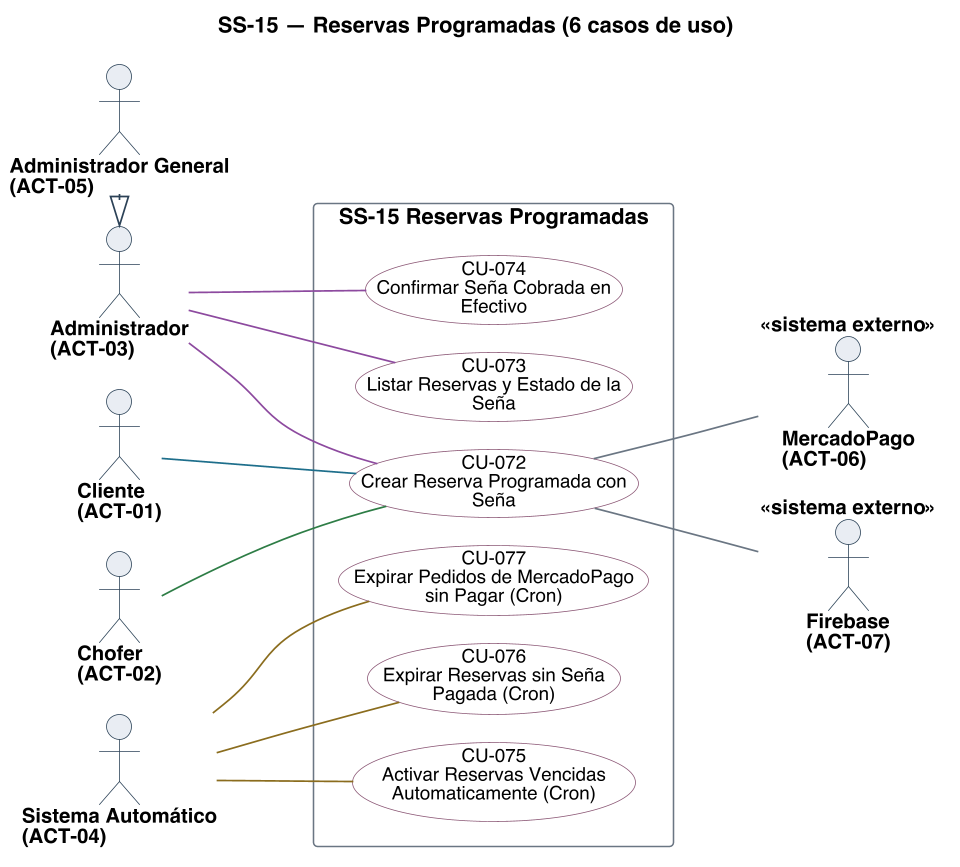 SS-15 — Reservas Programadas (6 casos de uso)
Administrador General
(ACT-05)
Administrador
(ACT-03)
Cliente
(ACT-01)
Chofer
(ACT-02)
Sistema Automático
(ACT-04)
SS-15 Reservas Programadas
CU-074
Confirmar Seña Cobrada en
Efectivo
CU-073
Listar Reservas y Estado de la
Seña
CU-072
Crear Reserva Programada con
Seña
CU-077
Expirar Pedidos de MercadoPago
sin Pagar (Cron)
CU-076
Expirar Reservas sin Seña
Pagada (Cron)
CU-075
Activar Reservas Vencidas
Automaticamente (Cron)
«sistema externo»
MercadoPago
(ACT-06)
«sistema externo»
Firebase
(ACT-07)